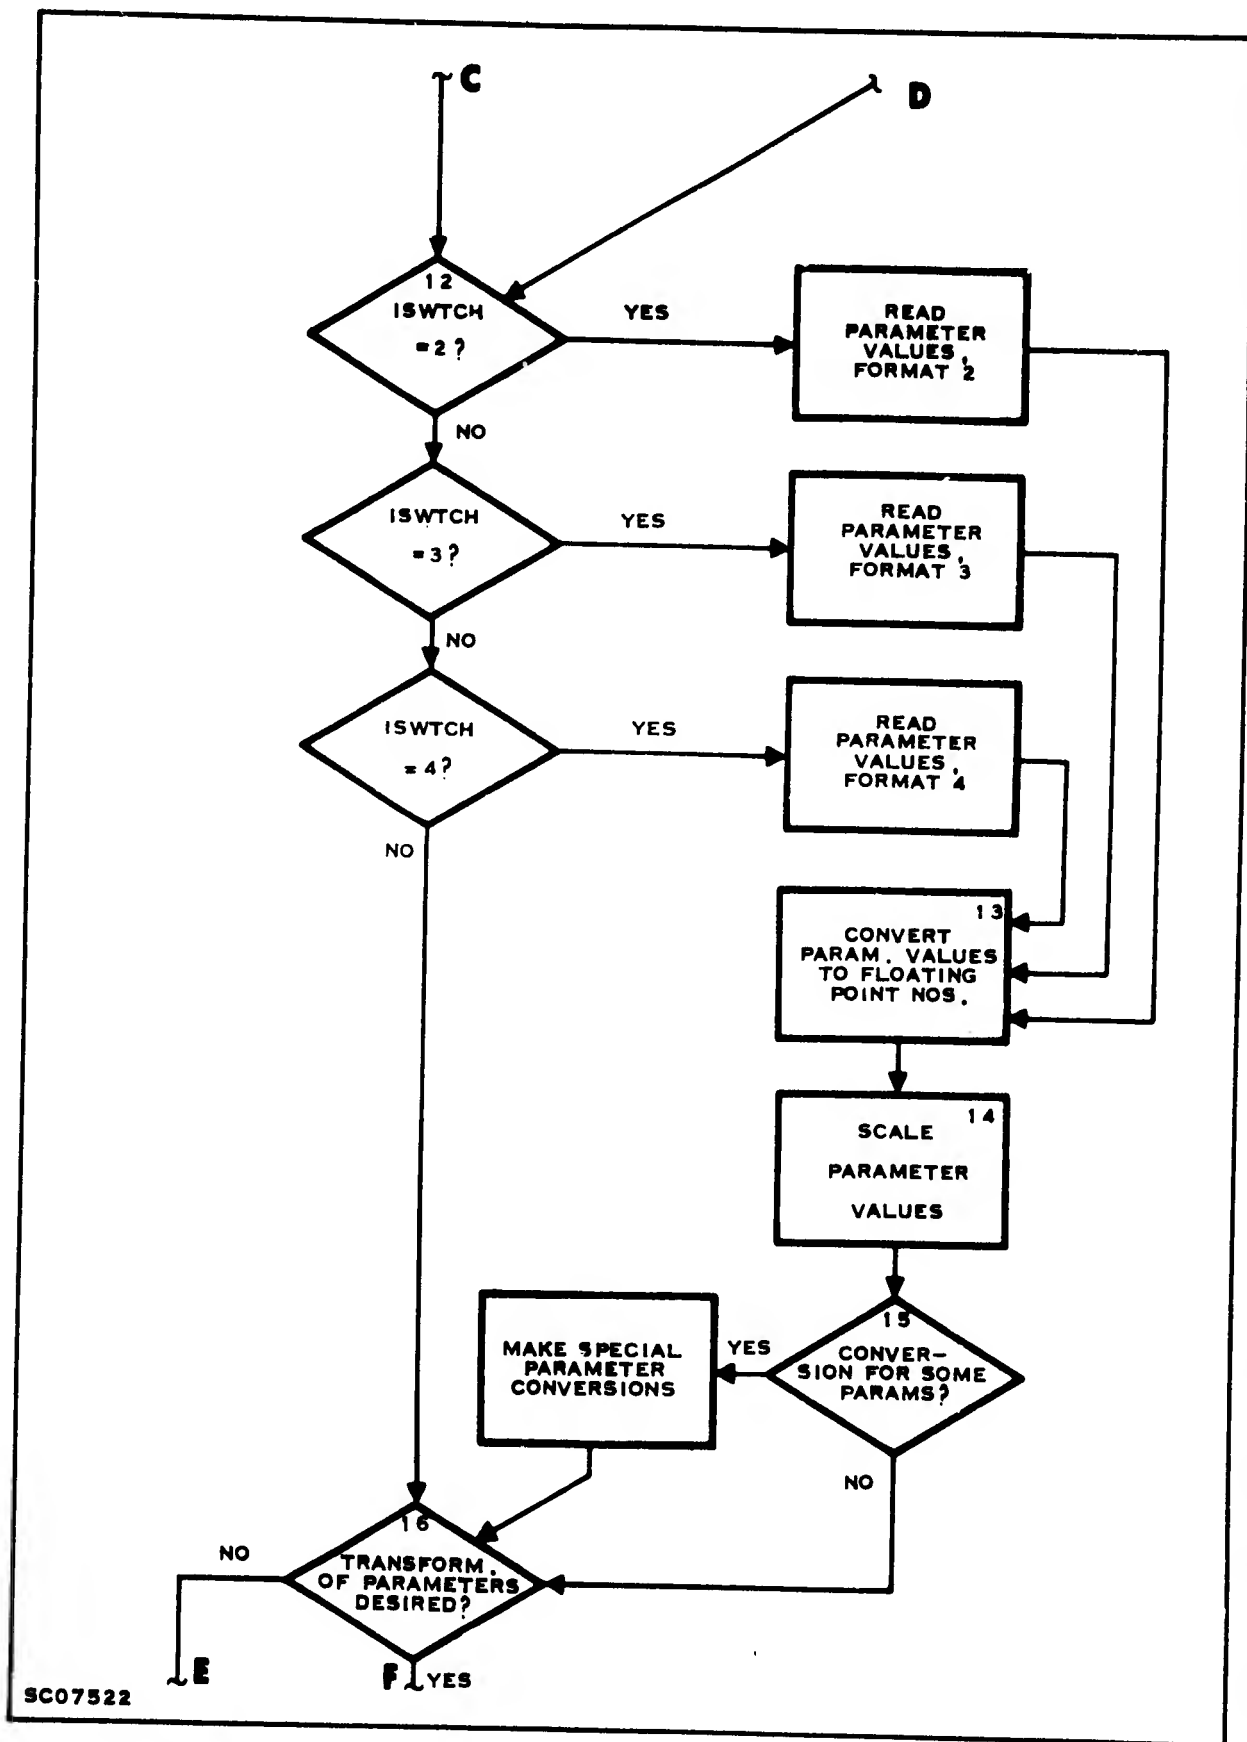 C
D
12
ISWTCH
=2?
YES
READ
PARAMETER
VALUES,
FORMAT 2
NO
ISWTCH
=3?
YES
READ
PARAMETER
VALUES,
FORMAT 3
NO
ISWTCH
=4?
YES
READ
PARAMETER
VALUES,
FORMAT 4
NO
13
CONVERT
PARAM. VALUES
TO FLOATING
POINT NOS.
14
SCALE
PARAMETER
VALUES
15
CONVER-
SION FOR SOME
PARAMS?
YES
MAKE SPECIAL
PARAMETER
CONVERSIONS
NO
16
TRANSFORM.
OF PARAMETERS
DESIRED?
NO
E
F
YES
SC07522